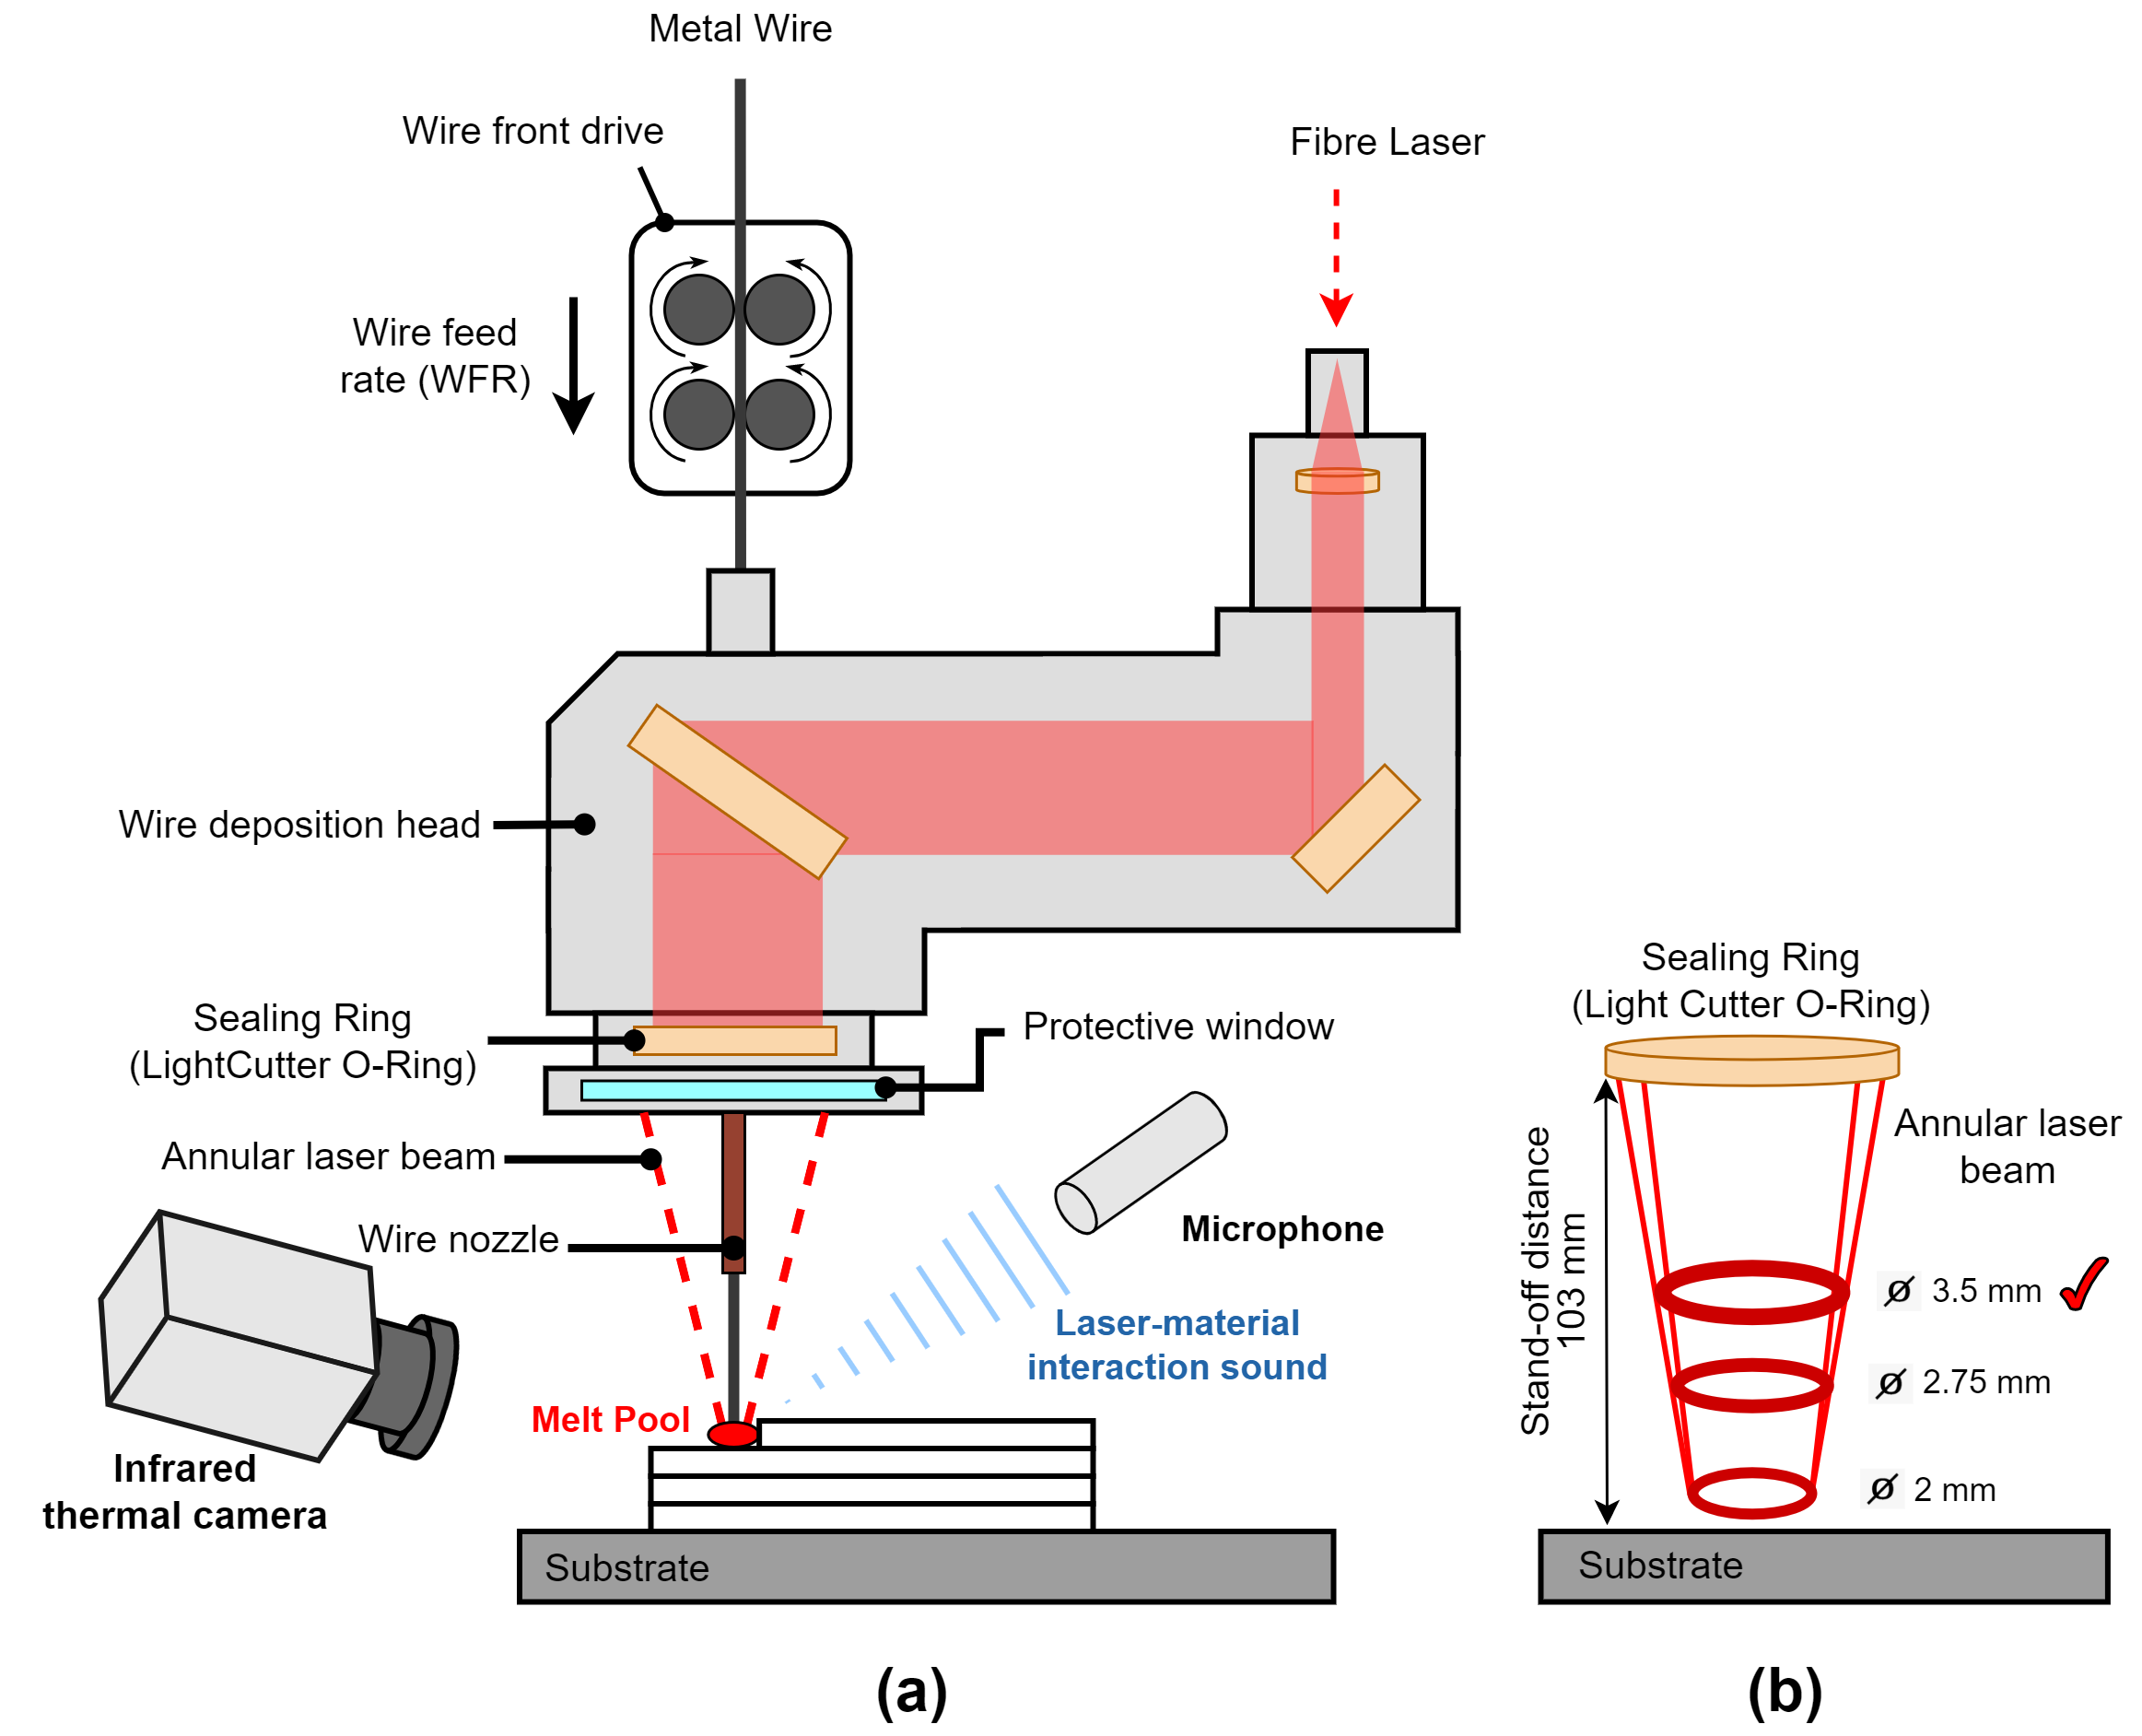 Metal Wire
Wire front drive
Fibre Laser
Wire feed
rate (WFR)
Wire deposition head
Sealing Ring
(LightCutter O-Ring)
Protective window
Annular laser beam
Wire nozzle
Microphone
Laser-material
interaction sound
Melt Pool
Infrared
thermal camera
Substrate
(a)
Sealing Ring
(Light Cutter O-Ring)
Annular laser
beam
Stand-off distance
103 mm
Ø 3.5 mm
Ø 2.75 mm
Ø 2 mm
Substrate
(b)